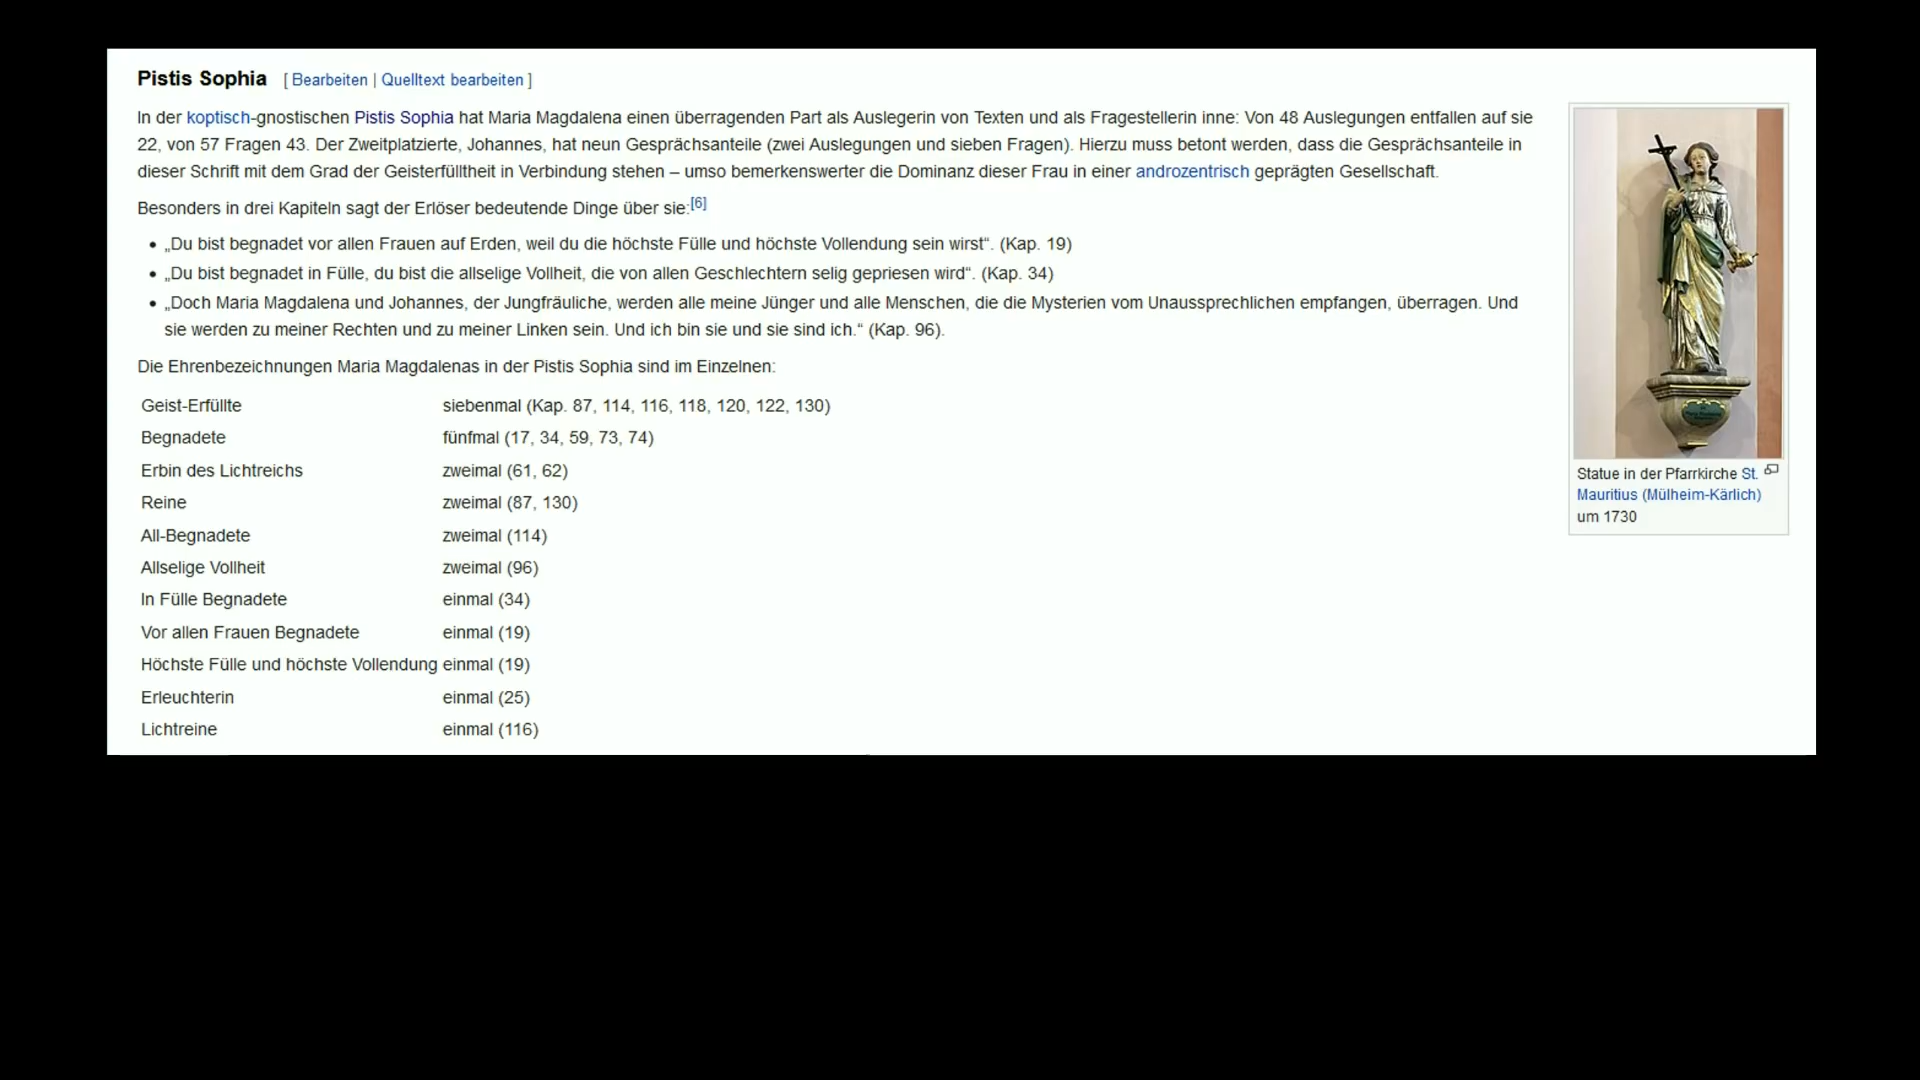 Pistis Sophia [ Bearbeiten | Quelltext bearbeiten ]
In der koptisch-gnostischen Pistis Sophia hat Maria Magdalena einen überragenden Part als Auslegerin von Texten und als Fragestellerin inne: Von 48 Auslegungen entfallen auf sie
22, von 57 Fragen 43. Der Zweitplatzierte, Johannes, hat neun Gesprächsanteile (zwei Auslegungen und sieben Fragen). Hierzu muss betont werden, dass die Gesprächsanteile in
dieser Schrift mit dem Grad der Geisterfülltheit in Verbindung stehen – umso bemerkenswerter die Dominanz dieser Frau in einer androzentrisch geprägten Gesellschaft.
Besonders in drei Kapiteln sagt der Erlöser bedeutende Dinge über sie:[6]
• „Du bist begnadet vor allen Frauen auf Erden, weil du die höchste Fülle und höchste Vollendung sein wirst“. (Kap. 19)
• „Du bist begnadet in Fülle, du bist die allselige Vollheit, die von allen Geschlechtern selig gepriesen wird“. (Kap. 34)
• „Doch Maria Magdalena und Johannes, der Jungfräuliche, werden alle meine Jünger und alle Menschen, die die Mysterien vom Unaussprechlichen empfangen, überragen. Und
sie werden zu meiner Rechten und zu meiner Linken sein. Und ich bin sie und sie sind ich.“ (Kap. 96).
Die Ehrenbezeichnungen Maria Magdalenas in der Pistis Sophia sind im Einzelnen:
Geist-Erfüllte siebenmal (Kap. 87, 114, 116, 118, 120, 122, 130)
Begnadete fünfmal (17, 34, 59, 73, 74)
Erbin des Lichtreichs zweimal (61, 62)
Reine zweimal (87, 130)
All-Begnadete zweimal (114)
Allselige Vollheit zweimal (96)
In Fülle Begnadete einmal (34)
Vor allen Frauen Begnadete einmal (19)
Höchste Fülle und höchste Vollendung einmal (19)
Erleuchterin einmal (25)
Lichtreine einmal (116)
Statue in der Pfarrkirche St.
Mauritius (Mülheim-Kärlich)
um 1730